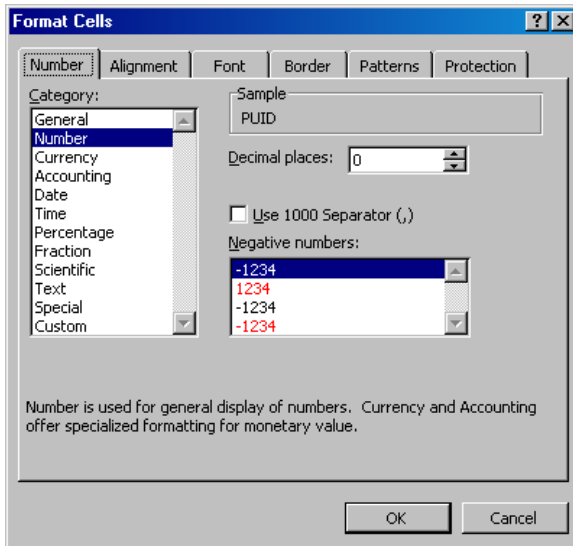 Format Cells
Number Alignment Font Border Patterns Protection
Category:
General
Number
Currency
Accounting
Date
Time
Percentage
Fraction
Scientific
Text
Special
Custom
Sample
PUID
Decimal places: 0
Use 1000 Separator (,)
Negative numbers:
-1234
1234
-1234
-1234
Number is used for general display of numbers. Currency and Accounting
offer specialized formatting for monetary value.
OK Cancel